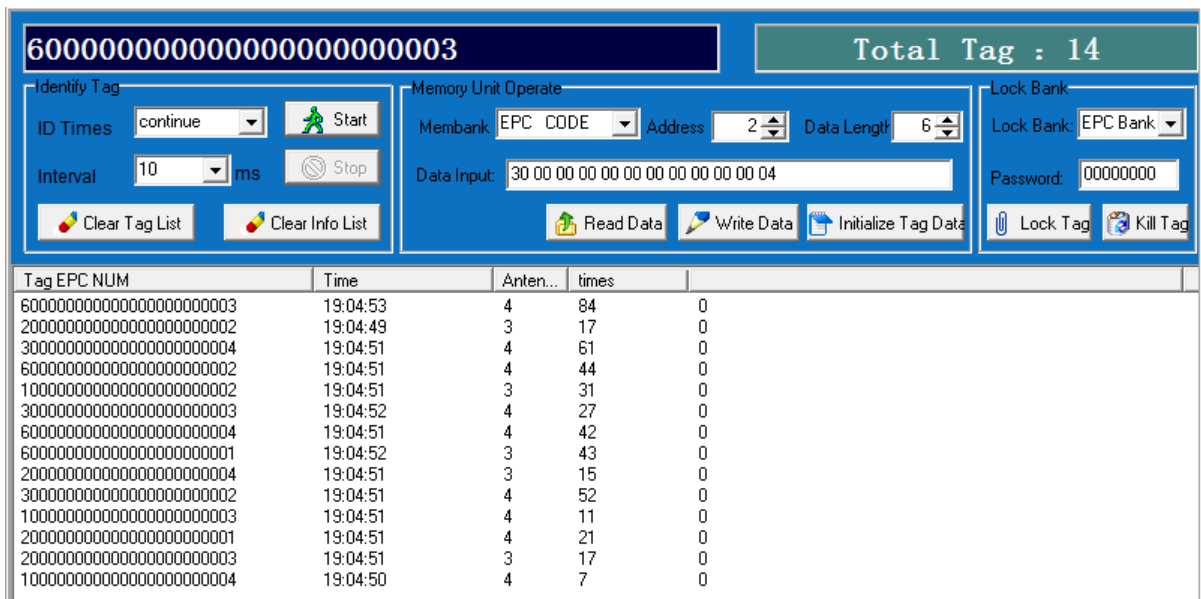 600000000000000000000003
Total Tag : 14
Identify Tag
ID Times continue Start
Interval 10 ms Stop
Clear Tag List Clear Info List
Memory Unit Operate
Membank EPC CODE Address 2 Data Length 6
Data Input: 30 00 00 00 00 00 00 00 00 00 00 04
Read Data Write Data Initialize Tag Data
Lock Bank
Lock Bank: EPC Bank
Password: 00000000
Lock Tag Kill Tag
Tag EPC NUM Time Anten... times
600000000000000000000003 19:04:53 4 84 0
200000000000000000000002 19:04:49 3 17 0
300000000000000000000004 19:04:51 4 61 0
600000000000000000000002 19:04:51 4 44 0
100000000000000000000002 19:04:51 3 31 0
300000000000000000000003 19:04:52 4 27 0
600000000000000000000004 19:04:51 4 42 0
600000000000000000000001 19:04:52 3 43 0
200000000000000000000004 19:04:51 3 15 0
300000000000000000000002 19:04:51 4 52 0
100000000000000000000003 19:04:51 4 11 0
200000000000000000000001 19:04:51 4 21 0
200000000000000000000003 19:04:51 3 17 0
100000000000000000000004 19:04:50 4 7 0